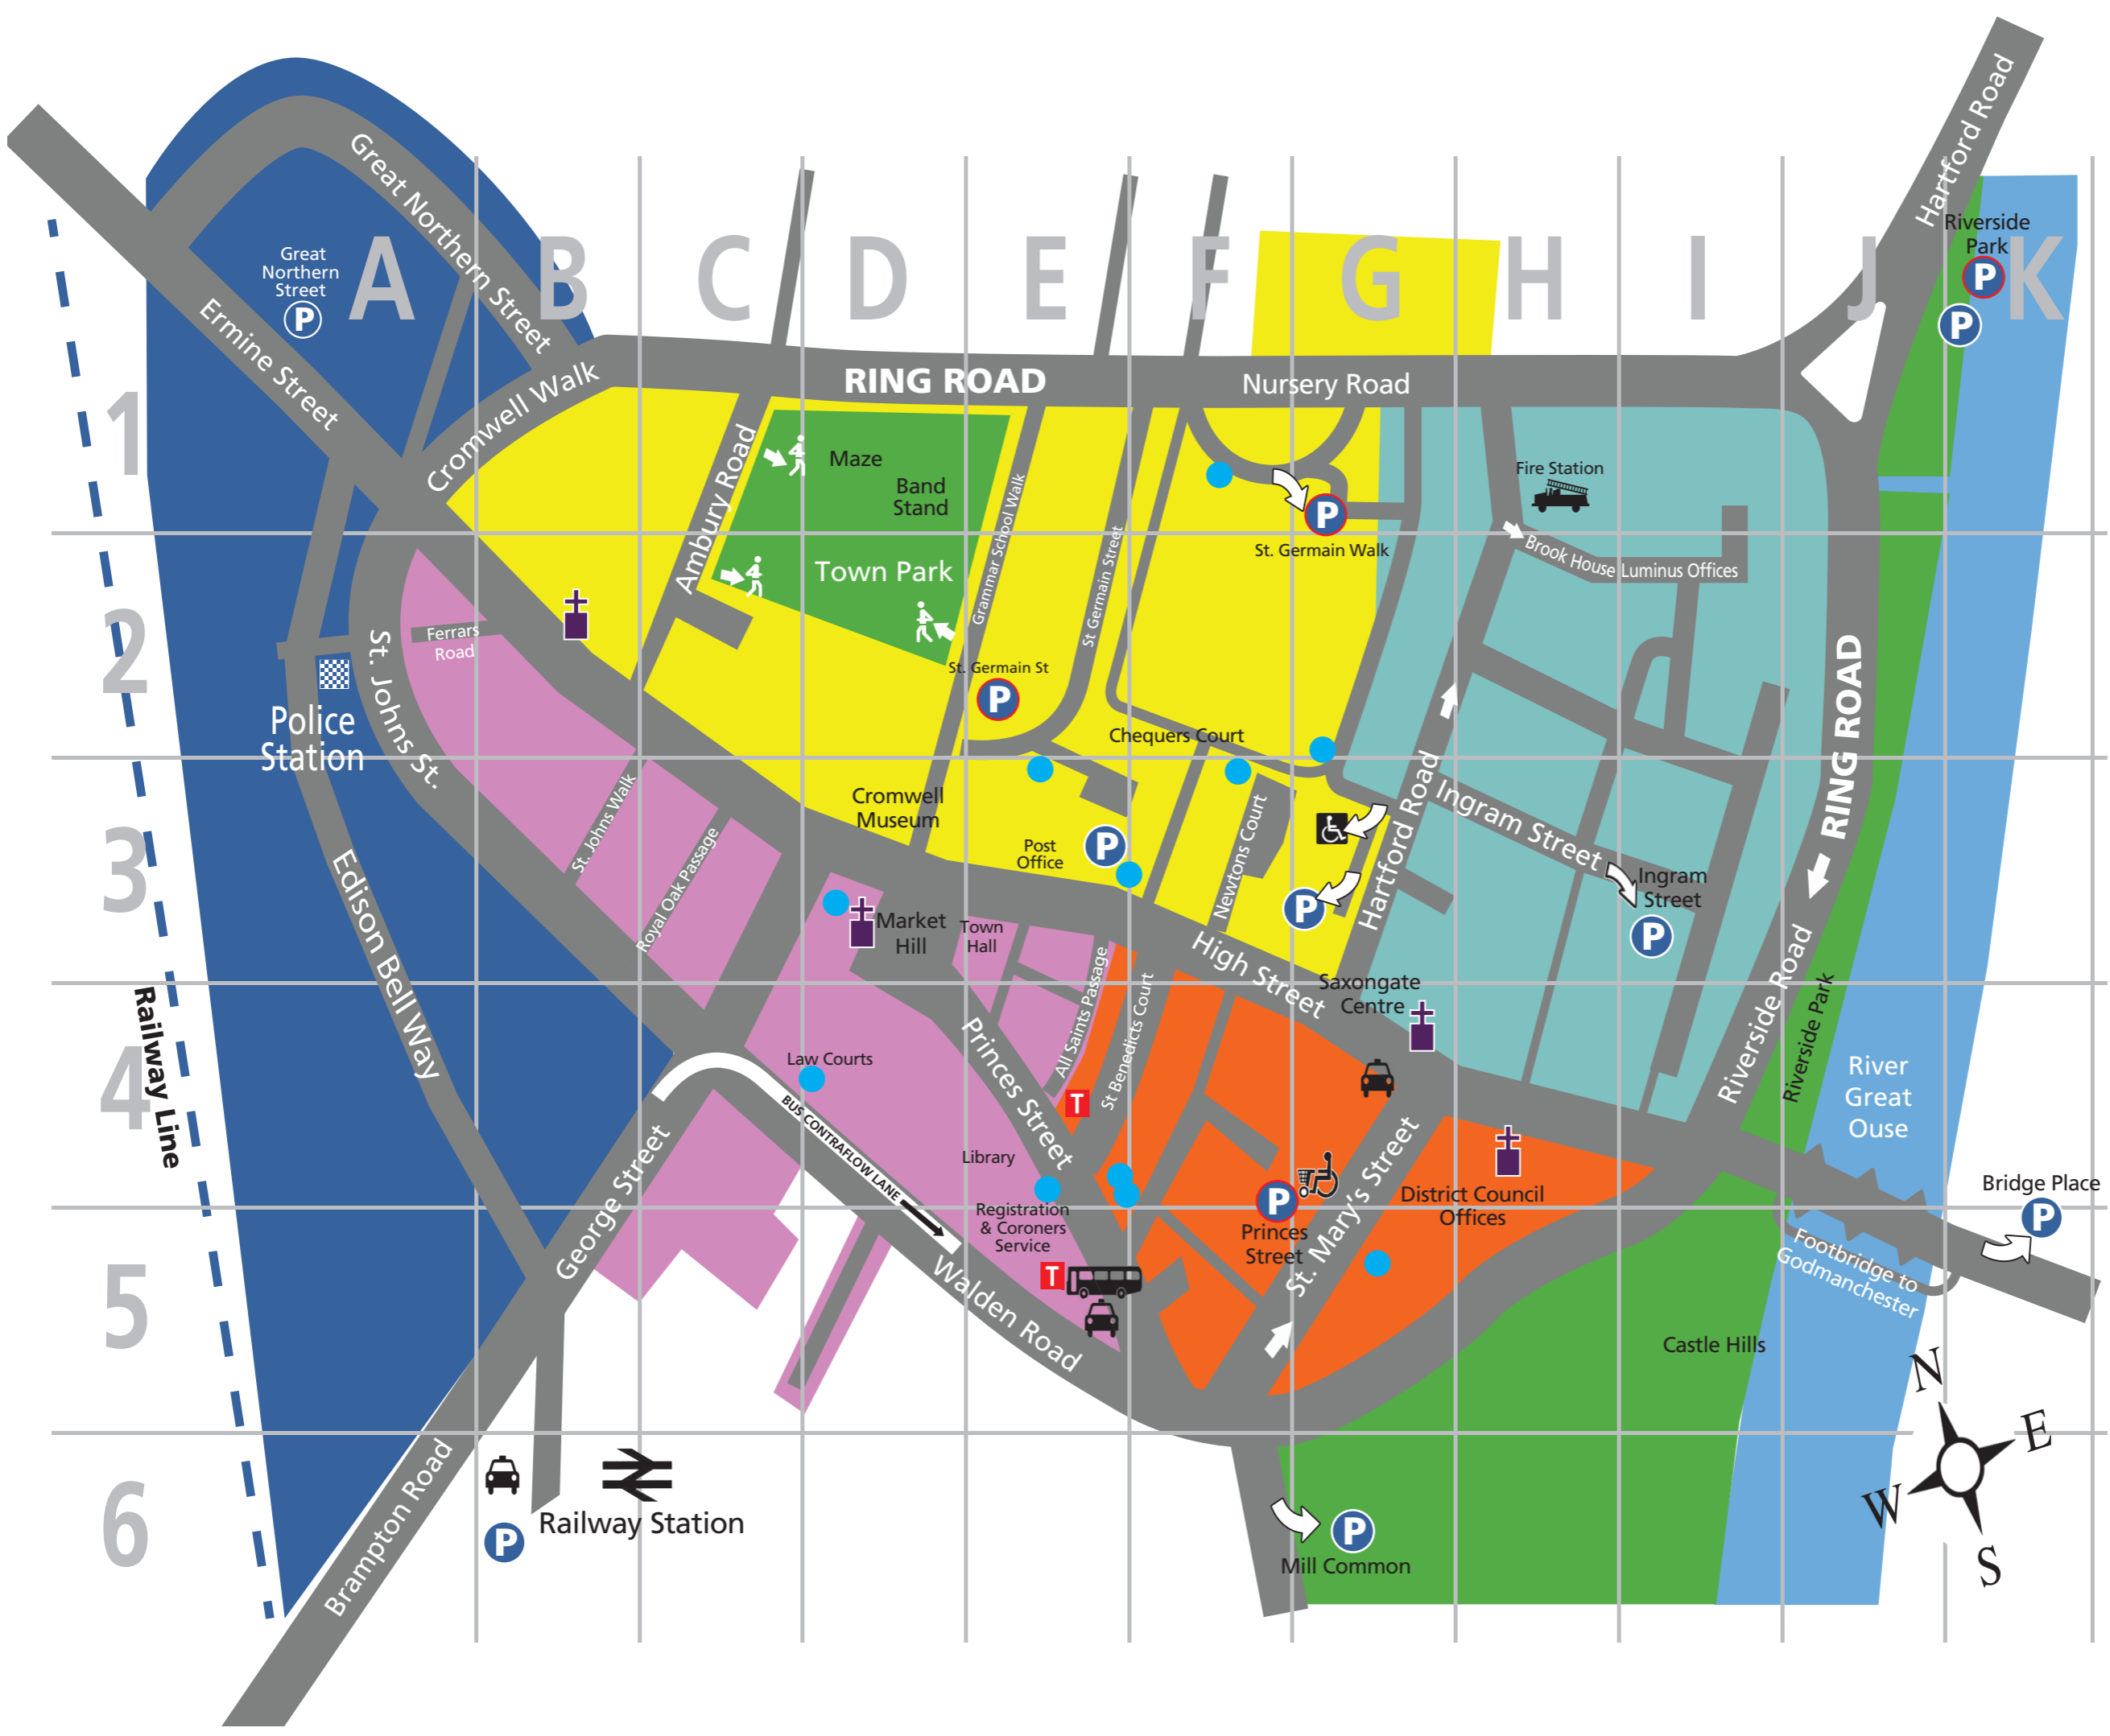 Hartford Road
Great Northern Street
Riverside
Park
P
P
A
B
C
D
E
F
G
H
I
J
K
Great
Northern
Street
P
Ermine Street
Cromwell Walk
RING ROAD
Nursery Road
1
Ambury Road
Maze
Band
Stand
Grammar School Walk
Fire Station
P
St. Germain Walk
Brook House
Luminus Offices
Town Park
St Germain Street
2
Ferrars
Road
St. Johns St.
St. Germain St
P
Police
Station
Chequers Court
RING ROAD
Hartford Road
Ingram Street
St. Johns Walk
Royal Oak Passage
Cromwell
Museum
Post
Office
P
Newtons Court
P
Ingram
Street
P
3
Edison Bell Way
Market
Hill
Town
Hall
High Street
Riverside Road
Riverside Park
Saxongate
Centre
All Saints Passage
St Benedicts Court
Railway Line
4
Law Courts
Princes Street
T
BUS CONTRAFLOW LANE
River
Great
Ouse
George Street
Library
St. Mary's Street
P
District Council
Offices
Bridge Place
P
Registration
& Coroners
Service
Princes
Street
Footbridge to
Godmanchester
5
T
Walden Road
Castle Hills
N
E
W
S
Brampton Road
6
Railway Station
P
P
Mill Common